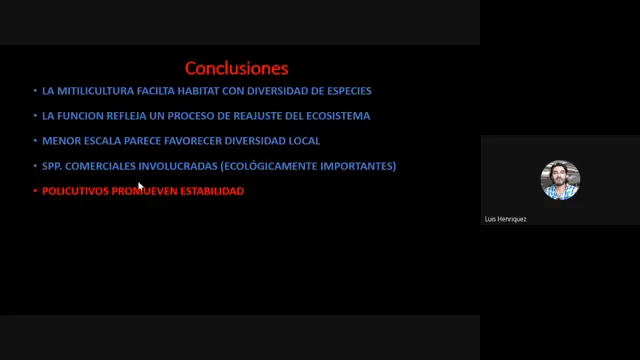 Conclusiones
• LA MITILICULTURA FACILTA HABITAT CON DIVERSIDAD DE ESPECIES
• LA FUNCION REFLEJA UN PROCESO DE REAJUSTE DEL ECOSISTEMA
• MENOR ESCALA PARECE FAVORECER DIVERSIDAD LOCAL
• SPP. COMERCIALES INVOLUCRADAS (ECOLÓGICAMENTE IMPORTANTES)
• POLICUTIVOS PROMUEVEN ESTABILIDAD
Luis Henriquez